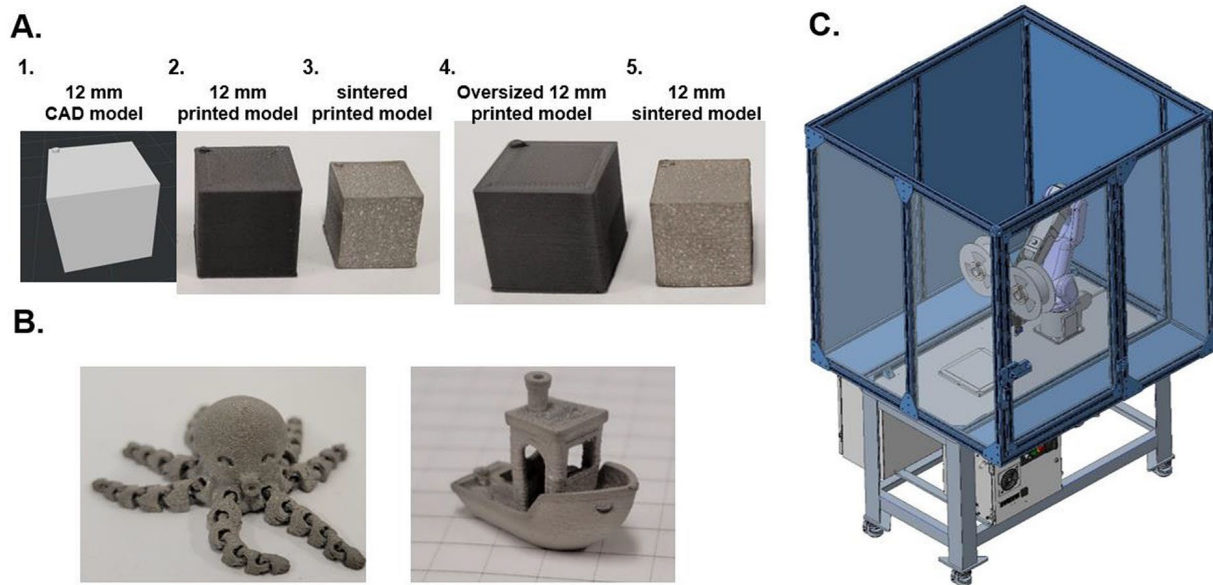 A.
1.
12 mm
CAD model
2.
12 mm
printed model
3.
sintered
printed model
4.
Oversized 12 mm
printed model
5.
12 mm
sintered model
B.
C.